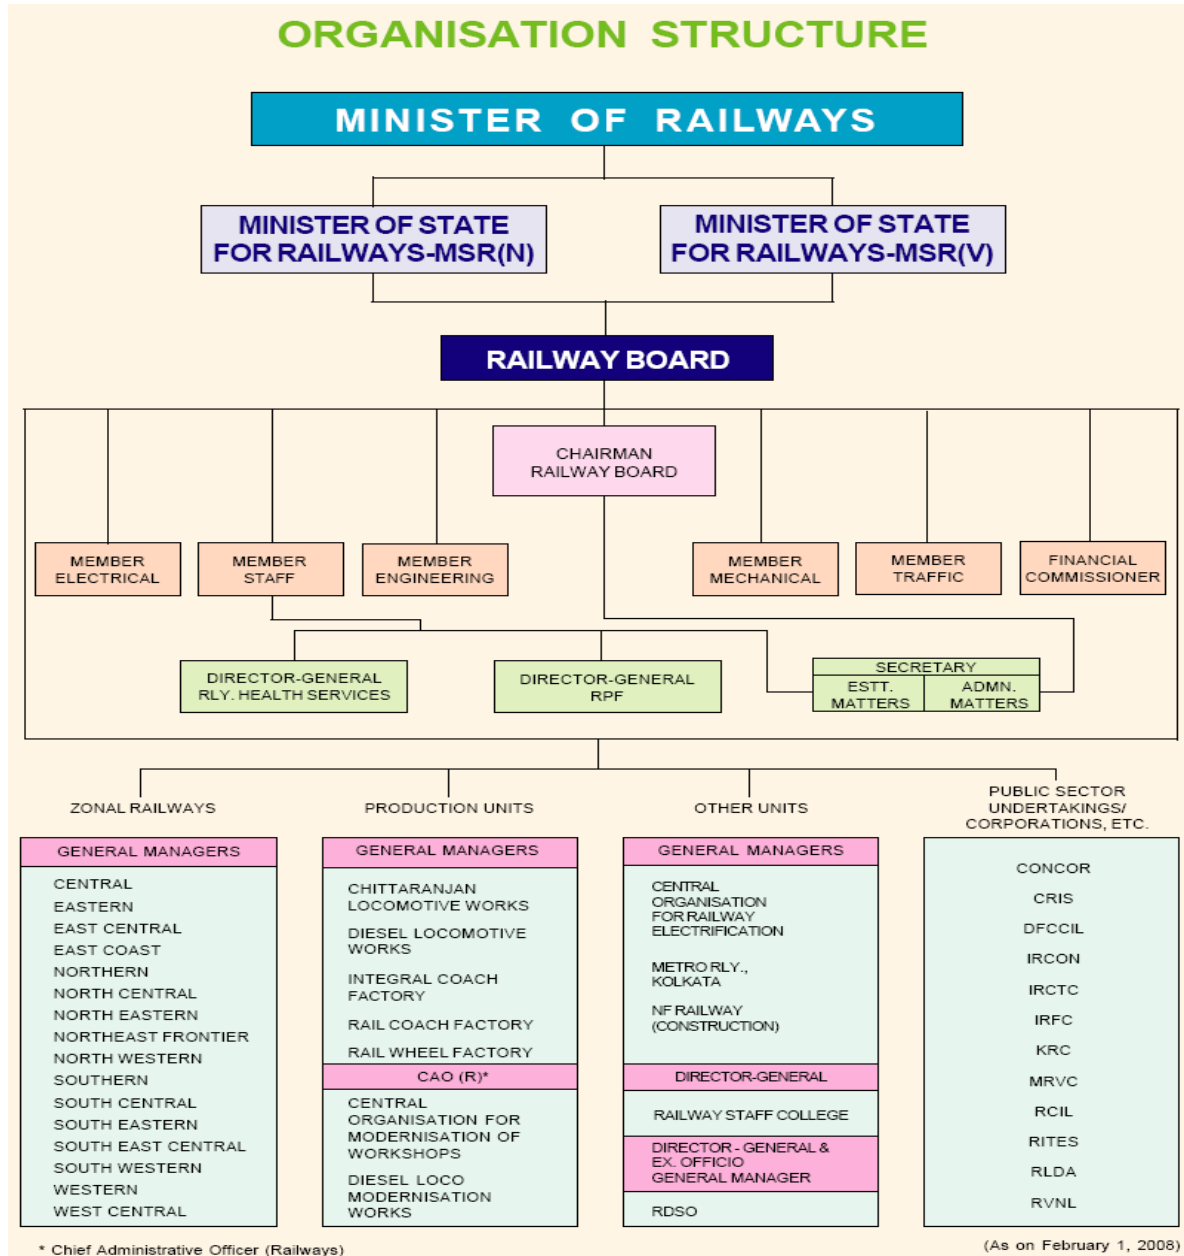 ORGANISATION STRUCTURE
MINISTER OF RAILWAYS
MINISTER OF STATE
FOR RAILWAYS-MSR(N)
MINISTER OF STATE
FOR RAILWAYS-MSR(V)
RAILWAY BOARD
CHAIRMAN
RAILWAY BOARD
MEMBER
ELECTRICAL
MEMBER
STAFF
MEMBER
ENGINEERING
MEMBER
MECHANICAL
MEMBER
TRAFFIC
FINANCIAL
COMMISSIONER
DIRECTOR-GENERAL
RLY. HEALTH SERVICES
DIRECTOR-GENERAL
RPF
SECRETARY
ESTT.
MATTERS
ADMN.
MATTERS
ZONAL RAILWAYS
GENERAL MANAGERS
CENTRAL
EASTERN
EAST CENTRAL
EAST COAST
NORTHERN
NORTH CENTRAL
NORTH EASTERN
NORTHEAST FRONTIER
NORTH WESTERN
SOUTHERN
SOUTH CENTRAL
SOUTH EASTERN
SOUTH EAST CENTRAL
SOUTH WESTERN
WESTERN
WEST CENTRAL
PRODUCTION UNITS
GENERAL MANAGERS
CHITTARANJAN
LOCOMOTIVE WORKS
DIESEL LOCOMOTIVE
WORKS
INTEGRAL COACH
FACTORY
RAIL COACH FACTORY
RAIL WHEEL FACTORY
CAO (R)*
CENTRAL
ORGANISATION FOR
MODERNISATION OF
WORKSHOPS
DIESEL LOCO
MODERNISATION
WORKS
OTHER UNITS
GENERAL MANAGERS
CENTRAL
ORGANISATION
FOR RAILWAY
ELECTRIFICATION
METRO RLY.,
KOLKATA
NF RAILWAY
(CONSTRUCTION)
DIRECTOR-GENERAL
RAILWAY STAFF COLLEGE
DIRECTOR - GENERAL &
EX. OFFICIO
GENERAL MANAGER
RDSO
PUBLIC SECTOR
UNDERTAKINGS/
CORPORATIONS, ETC.
CONCOR
CRIS
DFCCIL
IRCON
IRCTC
IRFC
KRC
MRVC
RCIL
RITES
RLDA
RVNL
* Chief Administrative Officer (Railways)
(As on February 1, 2008)